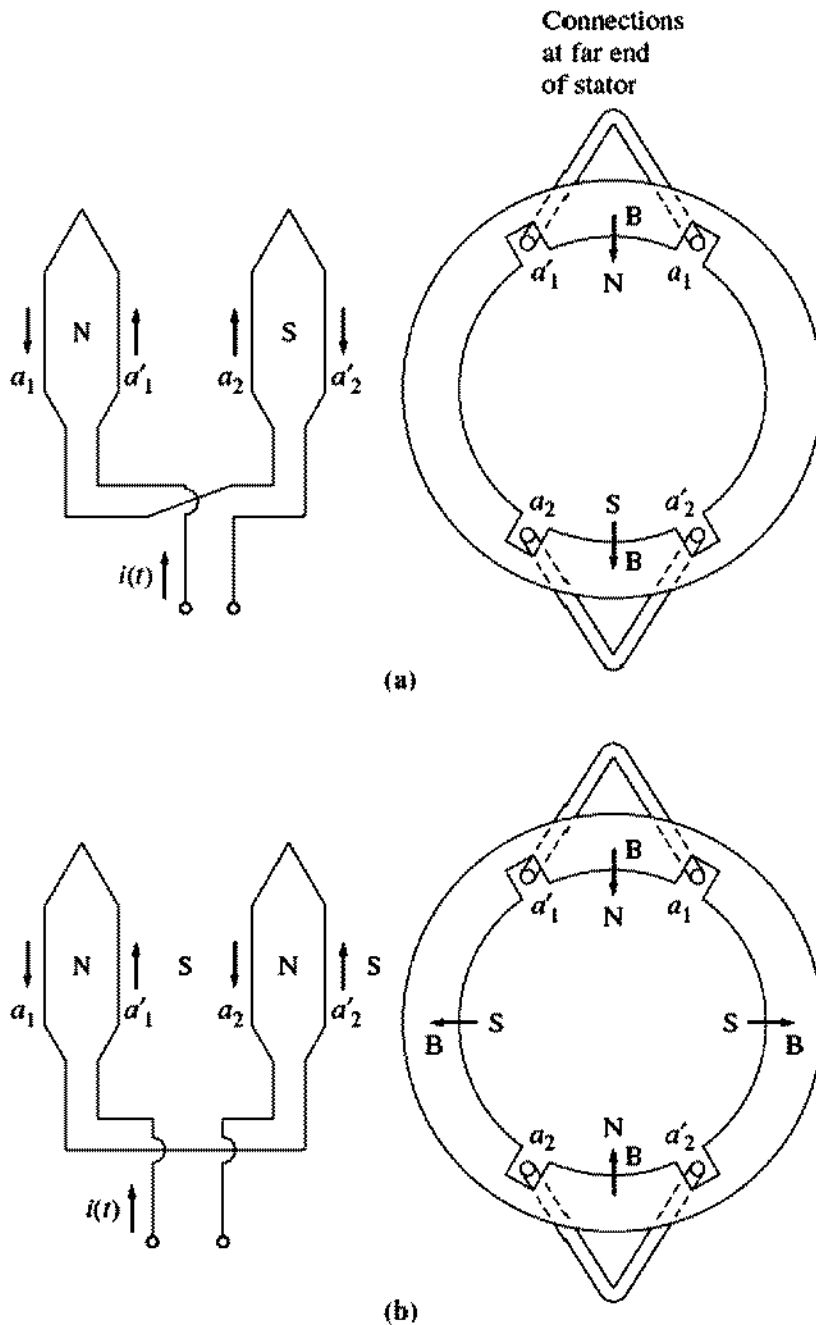 Connections
at far end
of stator
N
S
a₁
a′₁
a₂
a′₂
i(t)
B
N
a′₁
a₁
a₂
S
a′₂
B
(a)
N
S
N
S
a₁
a′₁
a₂
a′₂
i(t)
B
a′₁
N
a₁
B
S
S
B
a₂
N
a′₂
B
(b)